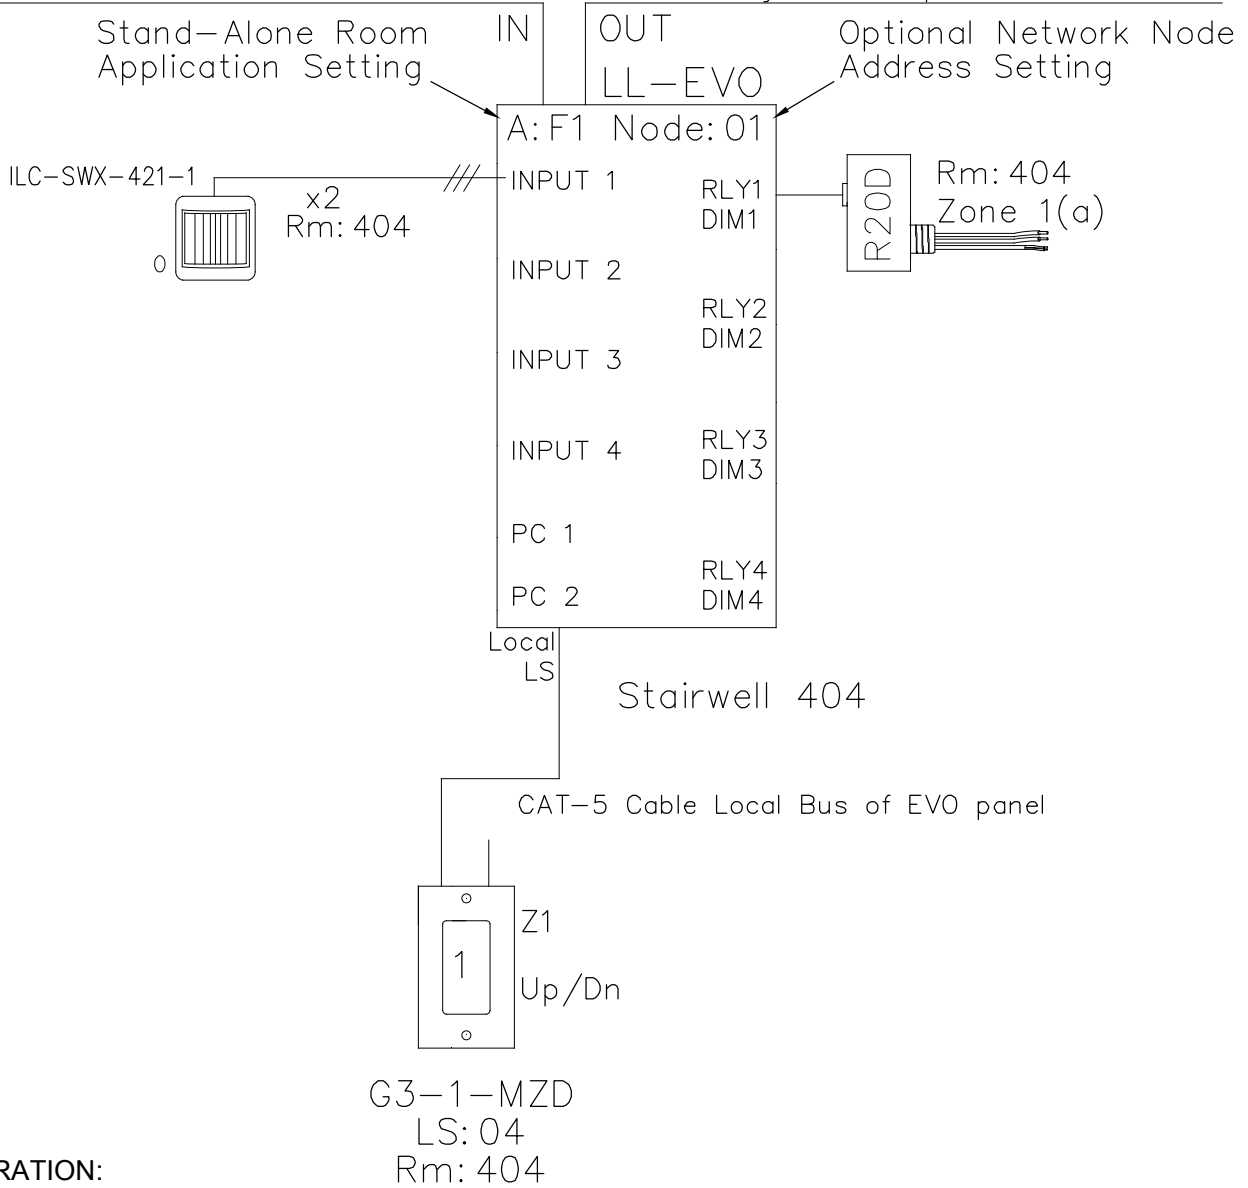 Stand-Alone Room
Application Setting
IN
OUT
Optional Network Node
Address Setting
LL-EVO
A: F1 Node: 01
ILC-SWX-421-1
x2
Rm: 404
O
INPUT 1
INPUT 2
INPUT 3
INPUT 4
PC 1
PC 2
RLY1
DIM1
RLY2
DIM2
RLY3
DIM3
RLY4
DIM4
R20D
Rm: 404
Zone 1(a)
Local
LS
Stairwell 404
CAT-5 Cable Local Bus of EVO panel
1
Z1
Up/Dn
G3-1-MZD
LS: 04
Rm: 404
RATION: